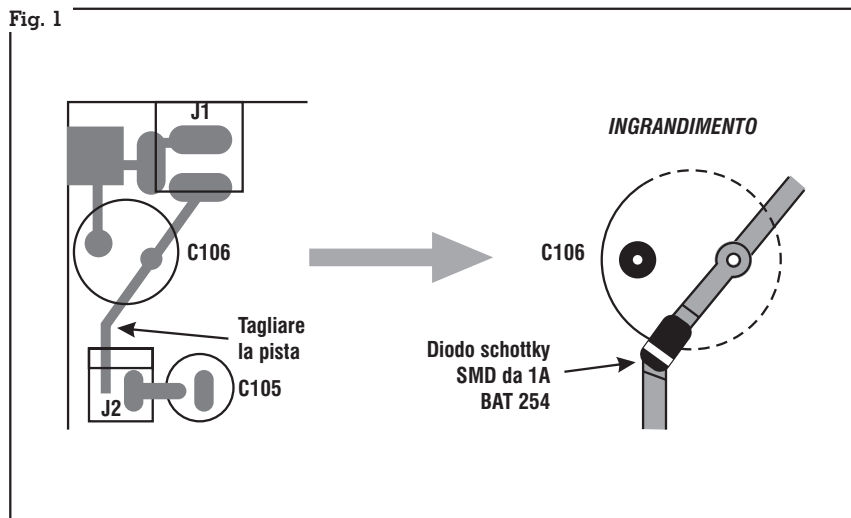 Fig. 1
J1
C106
Tagliare
la pista
J2
C105
INGRANDIMENTO
C106
Diodo schottky
SMD da 1A
BAT 254